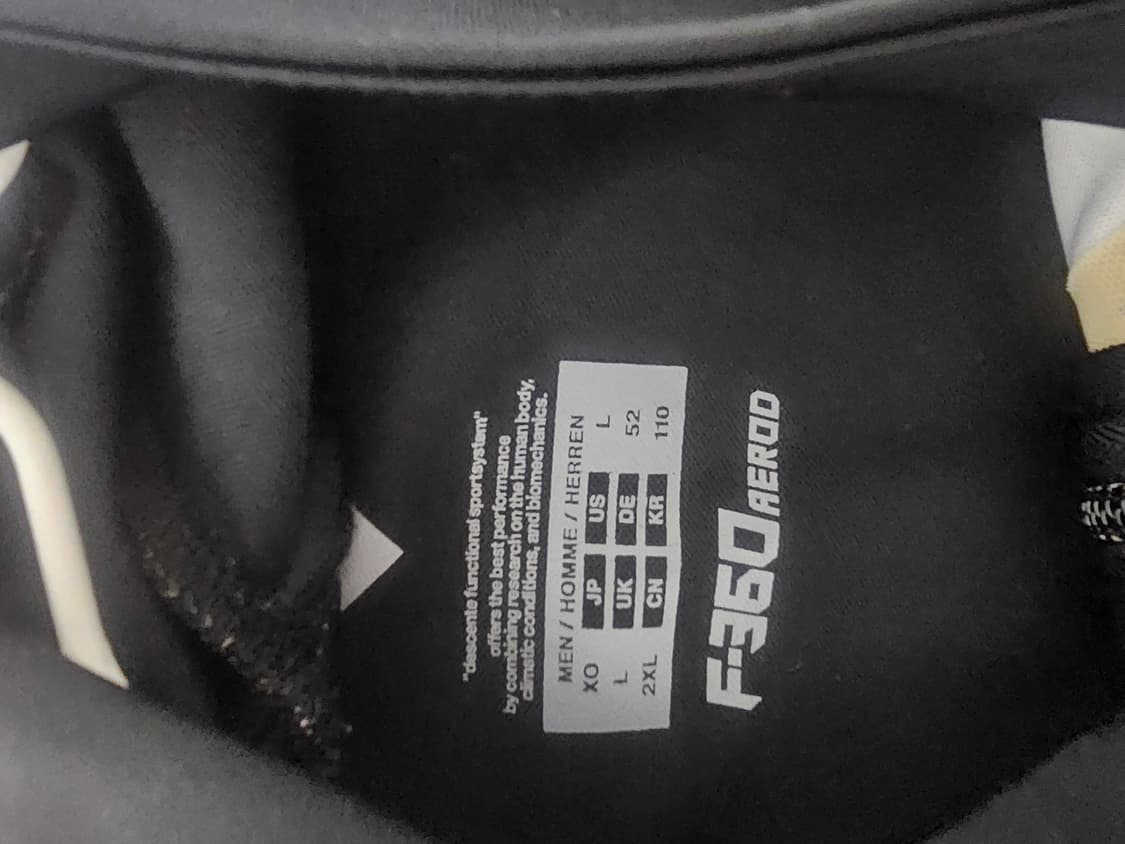 "descente functional sportsystem"
offers the best performance
by combining research on the human body,
climatic conditions, and biomechanics.
MEN / HOMME / HERREN
XO JP US L
L UK DE 52
2XL CN KR 110
F-360 AEROD